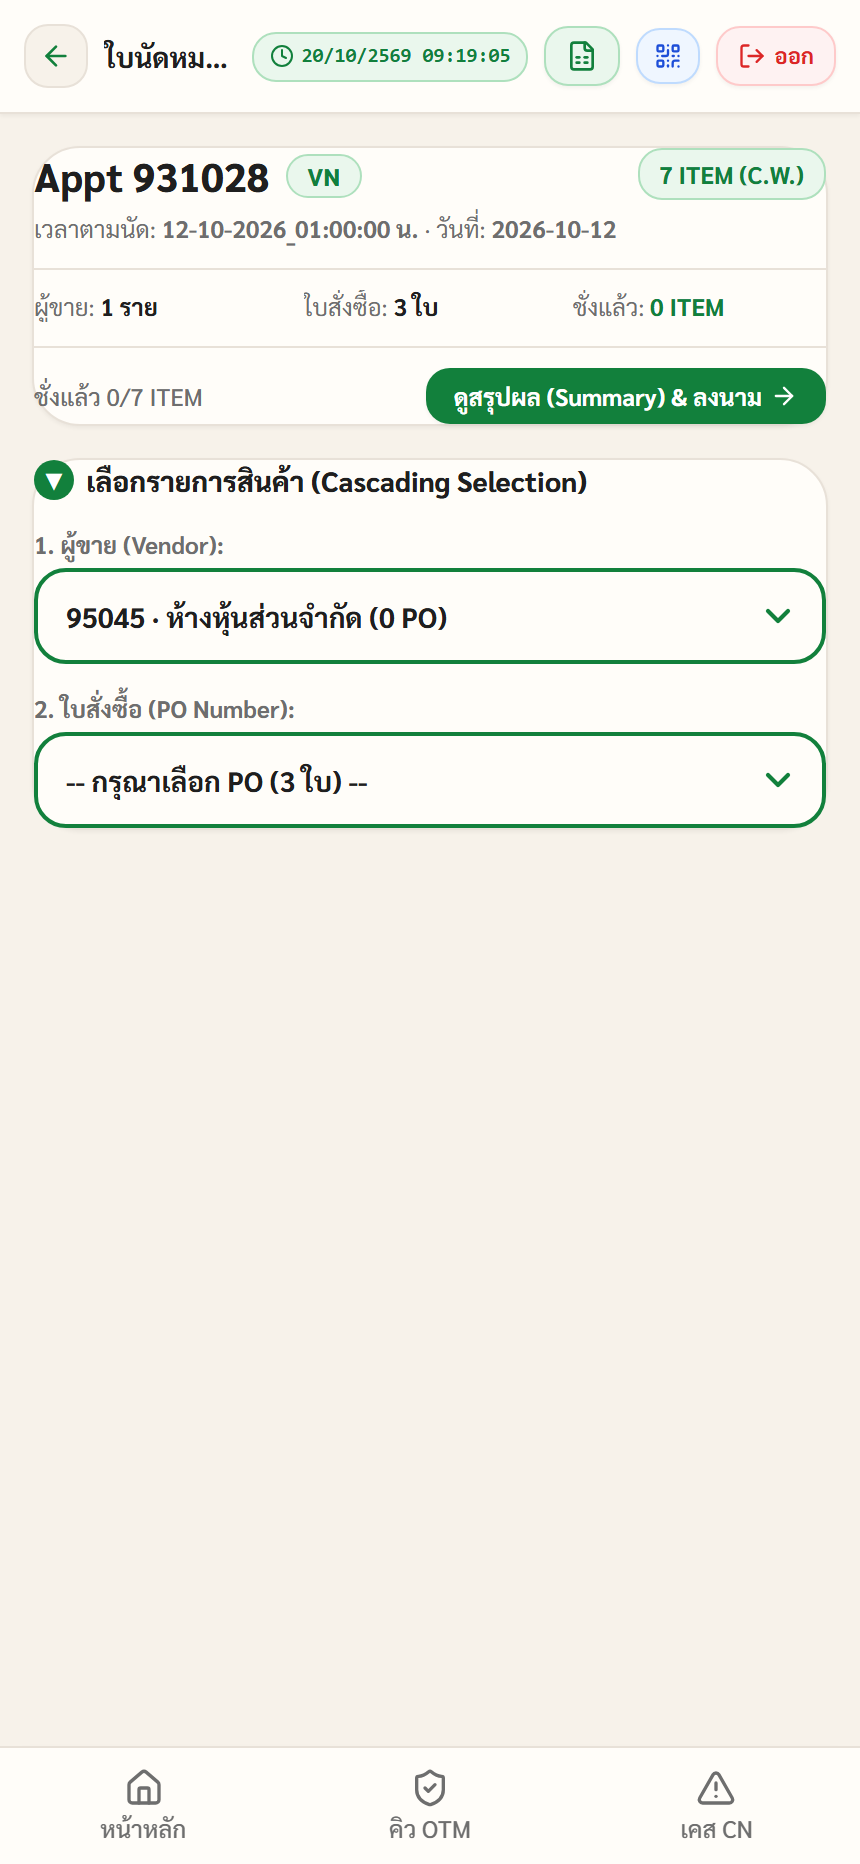 ใบนัดหม...
20/10/2569 09:19:05
ออก
Appt 931028
VN
7 ITEM (C.W.)
เวลาตามนัด: 12-10-2026_01:00:00 น. · วันที่: 2026-10-12
ผู้ขาย: 1 ราย
ใบสั่งซื้อ: 3 ใบ
ชั่งแล้ว: 0 ITEM
ชั่งแล้ว 0/7 ITEM
ดูสรุปผล (Summary) & ลงนาม →
▼ เลือกรายการสินค้า (Cascading Selection)
1. ผู้ขาย (Vendor):
95045 · ห้างหุ้นส่วนจำกัด (0 PO)
2. ใบสั่งซื้อ (PO Number):
-- กรุณาเลือก PO (3 ใบ) --
หน้าหลัก
คิว OTM
เคส CN